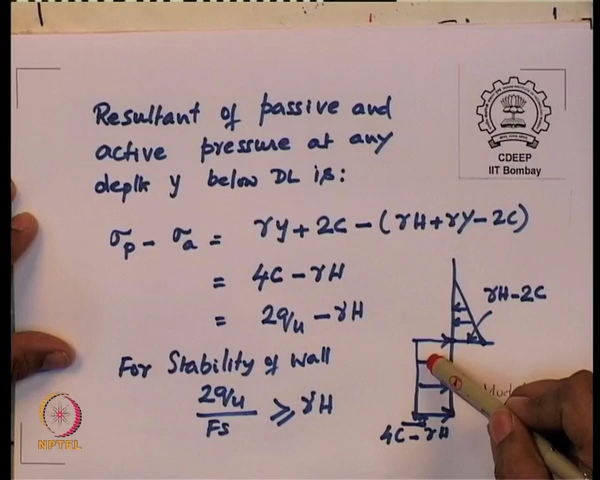 Resultant of passive and
active pressure at any
depth y below DL is:
σp - σa = γy + 2C - (γH + γy - 2C)
= 4C - γH
= 2qu - γH
For Stability of Wall
2qu / Fs ≥ γH
γH - 2C
4C - γH
CDEEP
IIT Bombay
NPTEL